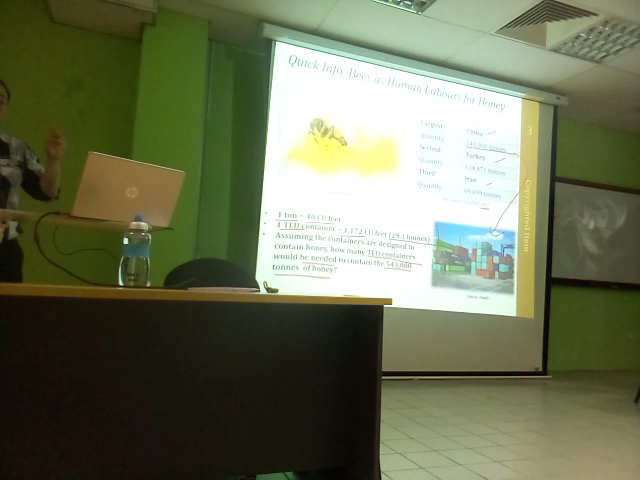 Quick Info: Bees as Human Labours for Honey
3
Largest China
Quantity 543,000 tonnes
Second Turkey
Quantity 114,471 tonnes
Third Iran
Quantity 69,699 tonnes
Copyrighted Item
1 ton ~ 40 CU feet
1 TEU container ~ 1,172 CU feet (29.3 tonnes)
Assuming the containers are designed in
contain honey, how many TEU containers
would be needed to contain the 543,000
tonnes of honey?
hp